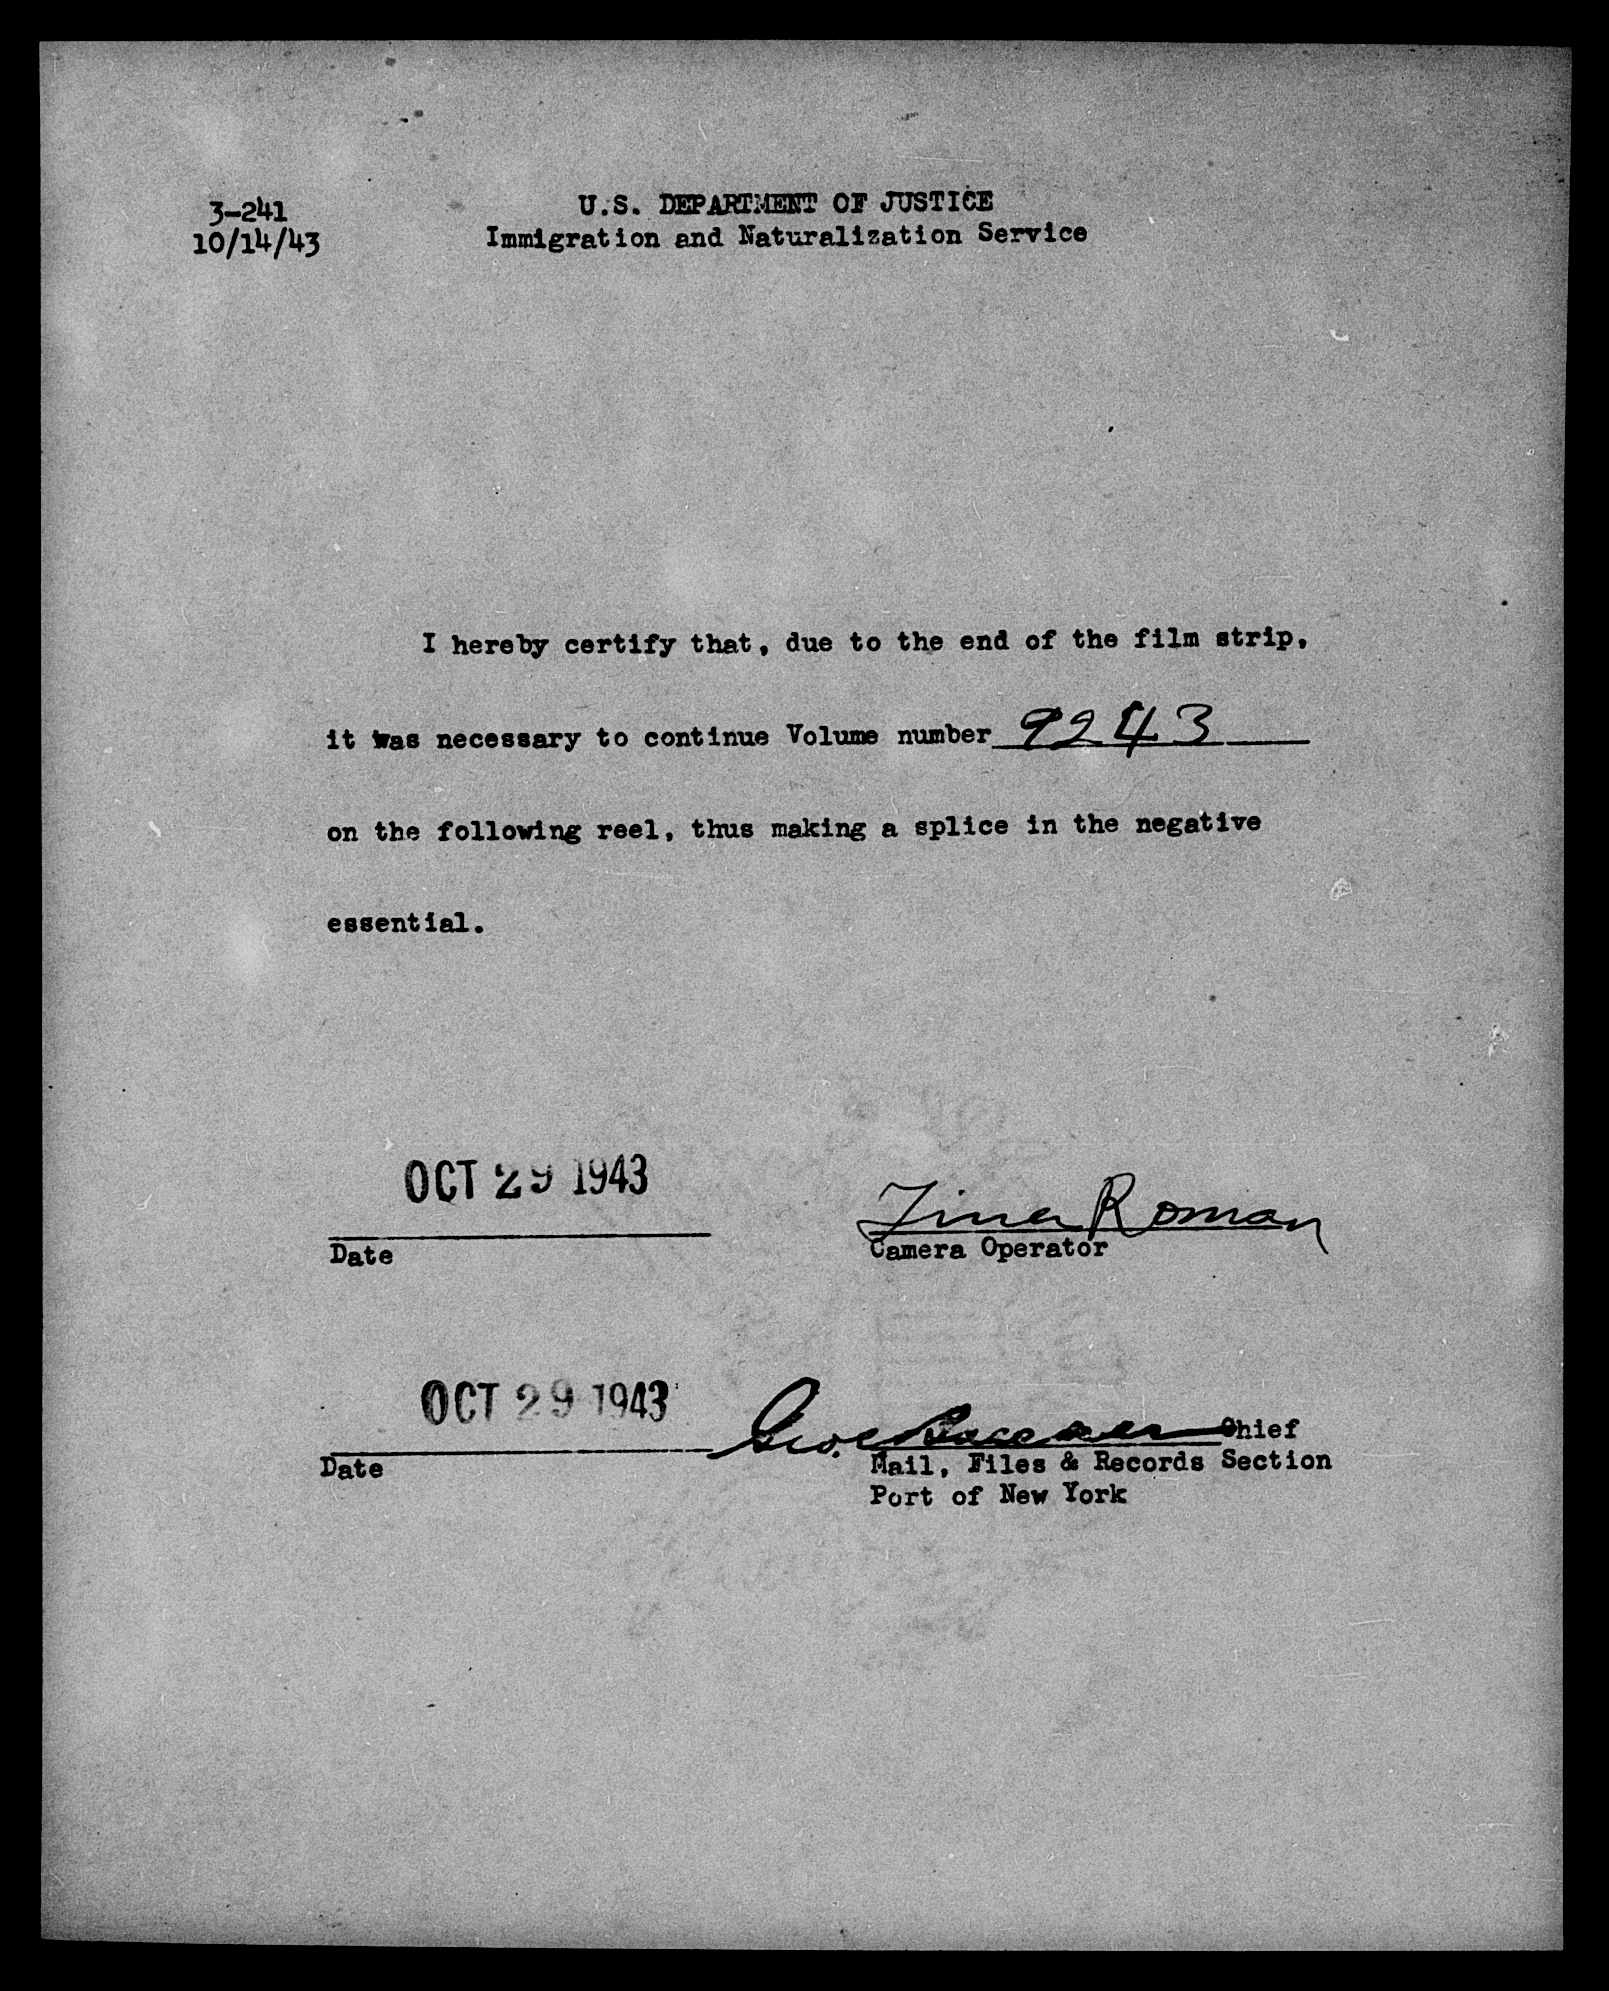 3-241
10/14/43
U.S. DEPARTMENT OF JUSTICE
Immigration and Naturalization Service
I hereby certify that, due to the end of the film strip,
it was necessary to continue Volume number 9243
on the following reel, thus making a splice in the negative
essential.
OCT 29 1943
Tina Roman
Date
Camera Operator
OCT 29 1943
Geo. Chief
Date
Mail, Files & Records Section
Port of New York